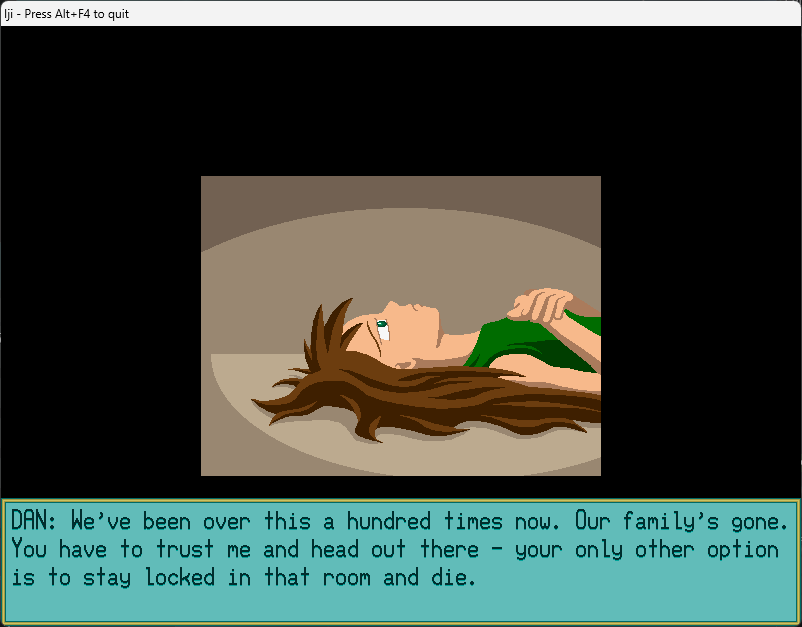 Iji - Press Alt+F4 to quit
DAN: We've been over this a hundred times now. Our family's gone.
You have to trust me and head out there - your only other option
is to stay locked in that room and die.